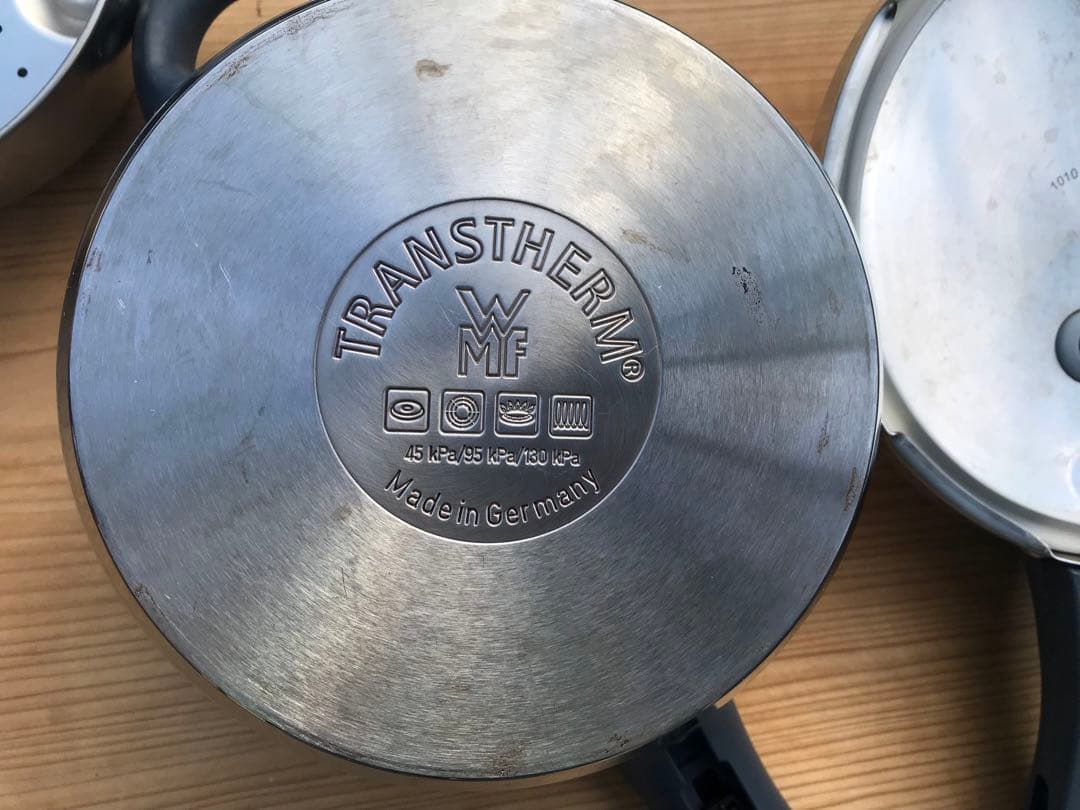 TRANSTHERM®
WMF
45 kPa/95 kPa/130 kPa
Made in Germany
1010